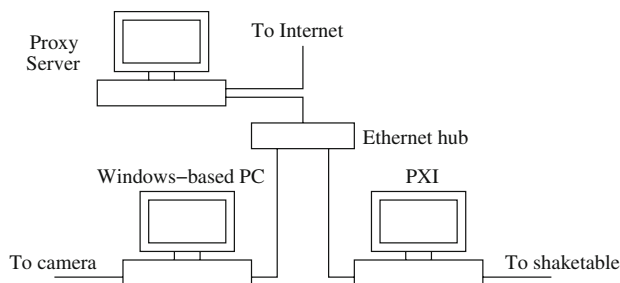 To Internet
Proxy
Server
Ethernet hub
Windows−based PC
PXI
To camera
To shaketable